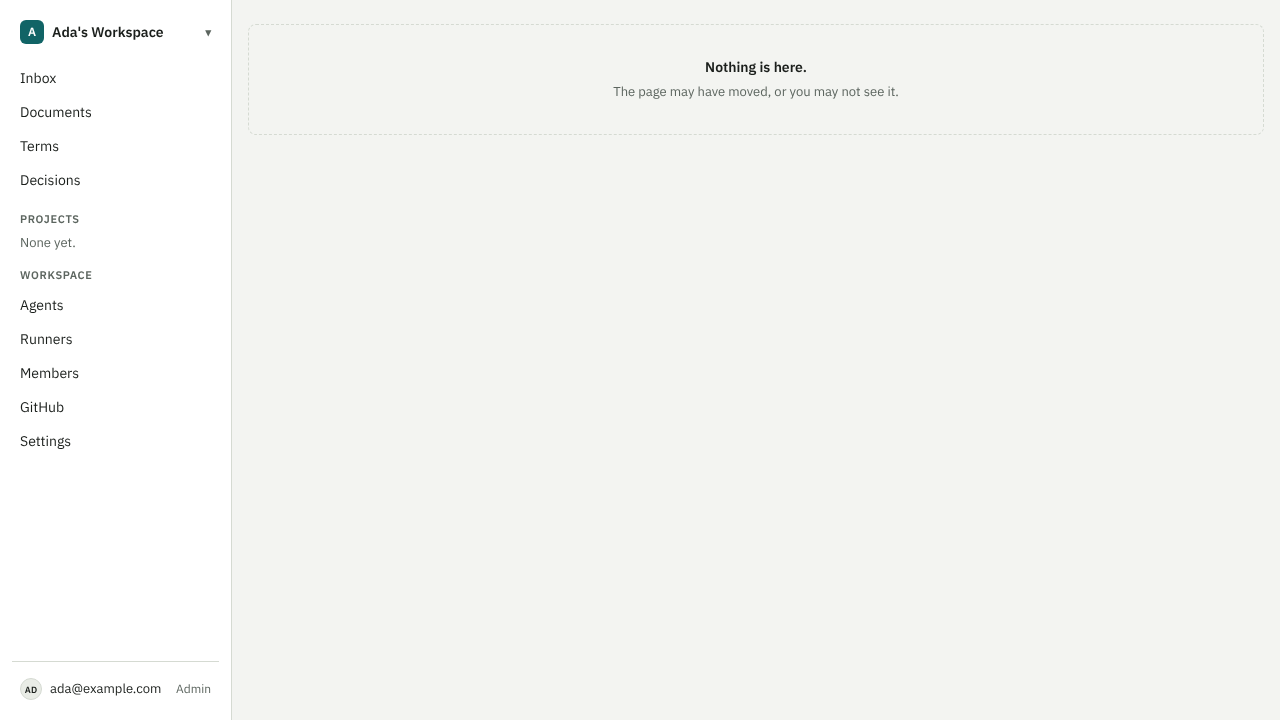 A Ada's Workspace ▾
Inbox
Documents
Terms
Decisions
PROJECTS
None yet.
WORKSPACE
Agents
Runners
Members
GitHub
Settings
AD ada@example.com Admin
Nothing is here.
The page may have moved, or you may not see it.